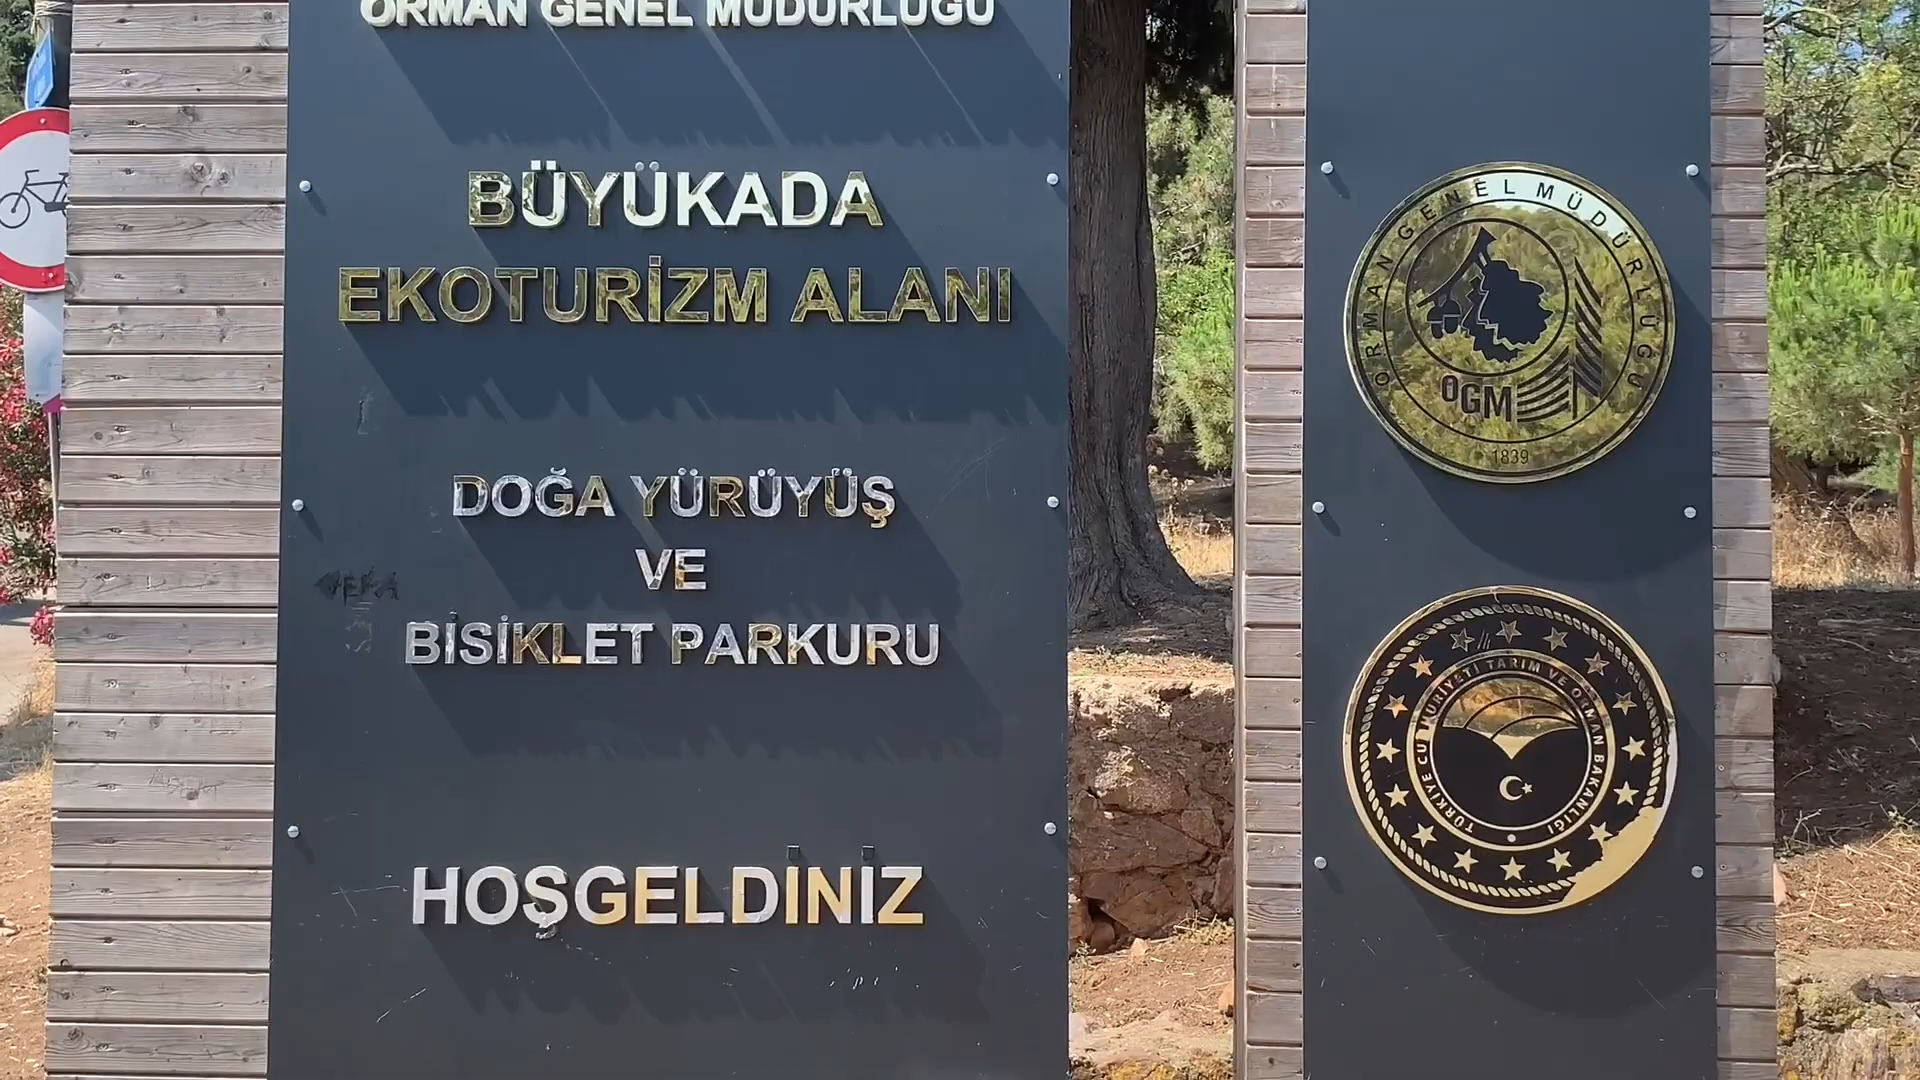 ORMAN GENEL MÜDÜRLÜĞÜ
BÜYÜKADA
EKOTURİZM ALANI
DOĞA YÜRÜYÜŞ
VE
BİSİKLET PARKURU
HOŞGELDİNİZ
ORMAN GENEL MÜDÜRLÜĞÜ
OGM
1839
TÜRKİYE CUMHURİYETİ TARIM VE ORMAN BAKANLIĞI